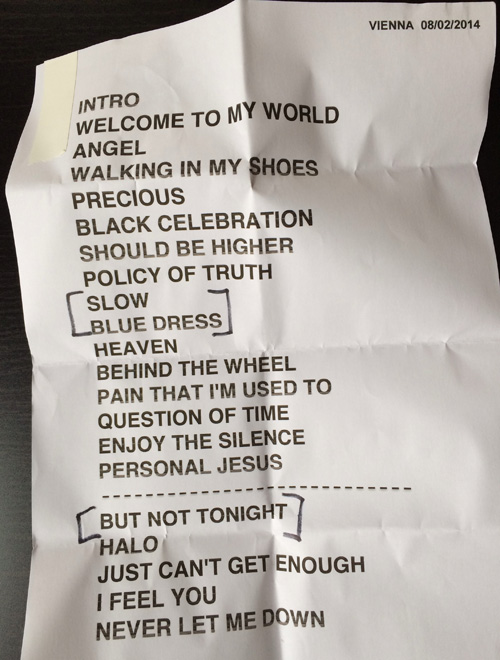 VIENNA 08/02/2014
INTRO
WELCOME TO MY WORLD
ANGEL
WALKING IN MY SHOES
PRECIOUS
BLACK CELEBRATION
SHOULD BE HIGHER
POLICY OF TRUTH
SLOW
BLUE DRESS
HEAVEN
BEHIND THE WHEEL
PAIN THAT I'M USED TO
QUESTION OF TIME
ENJOY THE SILENCE
PERSONAL JESUS
--------------------------------
BUT NOT TONIGHT
HALO
JUST CAN'T GET ENOUGH
I FEEL YOU
NEVER LET ME DOWN